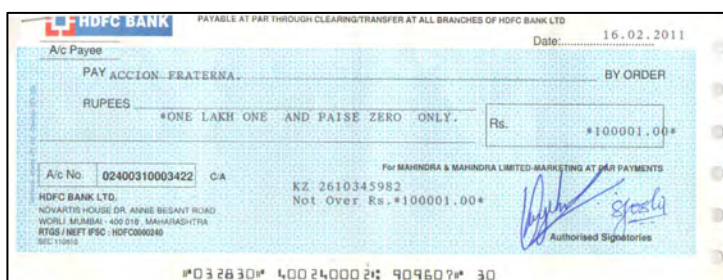 HDFC BANK
PAYABLE AT PAR THROUGH CLEARING/TRANSFER AT ALL BRANCHES OF HDFC BANK LTD
Date: 16.02.2011
A/c Payee
PAY ACCION FRATERNA. BY ORDER
RUPEES
*ONE LAKH ONE AND PAISE ZERO ONLY.
Rs. *100001.00*
For MAHINDRA & MAHINDRA LIMITED-MARKETING AT PAR PAYMENTS
A/c No. 02400310003422 C/A
KZ 2610345982
HDFC BANK LTD.
Not Over Rs.*100001.00*
NOVARTIS HOUSE DR. ANNIE BESANT ROAD
WORLI MUMBAI - 400 018, MAHARASHTRA
RTGS / NEFT IFSC : HDFC0000240
Authorised Signatories
⑈032830⑈ 400240002⑆ 909607⑈ 30